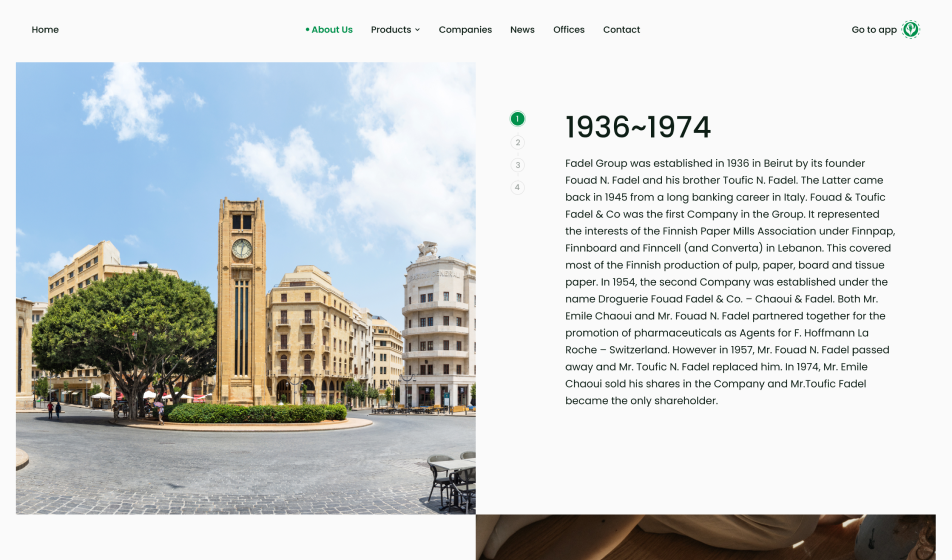 Home
About Us
Products
Companies
News
Offices
Contact
Go to app
1
2
3
4
1936~1974
Fadel Group was established in 1936 in Beirut by its founder
Fouad N. Fadel and his brother Toufic N. Fadel. The Latter came
back in 1945 from a long banking career in Italy. Fouad & Toufic
Fadel & Co was the first Company in the Group. It represented
the interests of the Finnish Paper Mills Association under Finnpap,
Finnboard and Finncell (and Converta) in Lebanon. This covered
most of the Finnish production of pulp, paper, board and tissue
paper. In 1954, the second Company was established under the
name Droguerie Fouad Fadel & Co. – Chaoui & Fadel. Both Mr.
Emile Chaoui and Mr. Fouad N. Fadel partnered together for the
promotion of pharmaceuticals as Agents for F. Hoffmann La
Roche – Switzerland. However in 1957, Mr. Fouad N. Fadel passed
away and Mr. Toufic N. Fadel replaced him. In 1974, Mr. Emile
Chaoui sold his shares in the Company and Mr.Toufic Fadel
became the only shareholder.